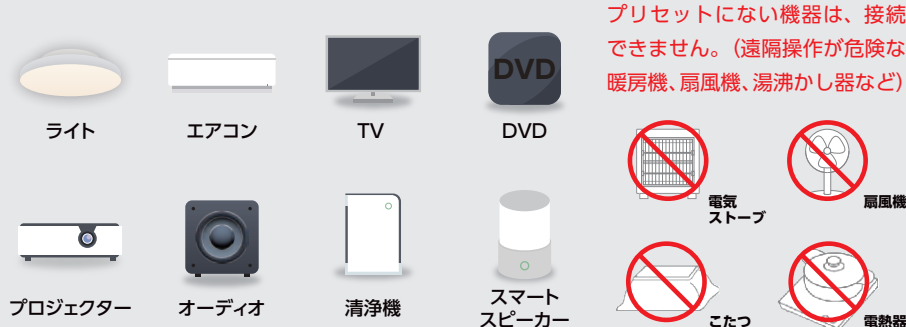 プリセットにない機器は、接続
できません。（遠隔操作が危険な
暖房機、扇風機、湯沸かし器など）
DVD
ライト
エアコン
TV
DVD
電気
ストーブ
扇風機
プロジェクター
オーディオ
清浄機
スマート
スピーカー
こたつ
電熱器